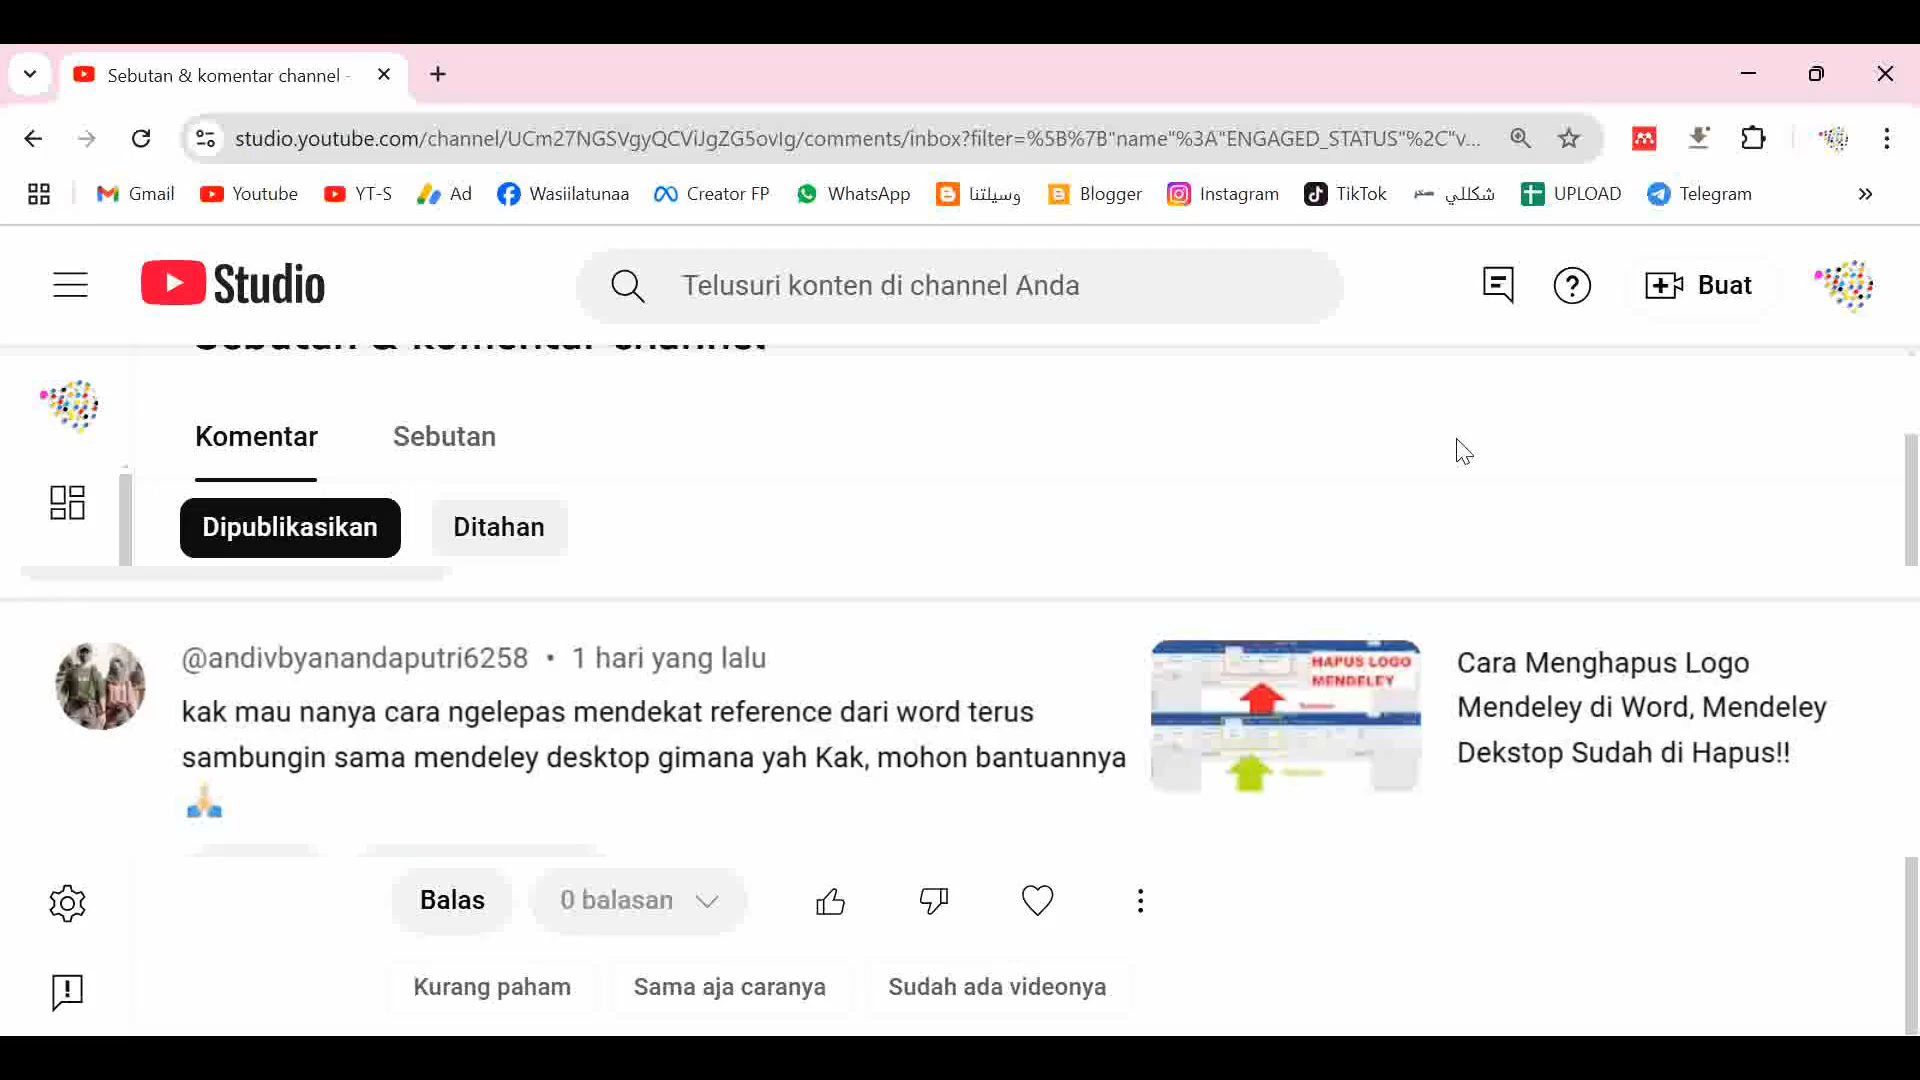 Sebutan & komentar channel -
studio.youtube.com/channel/UCm27NGSVgyQCViJgZG5ovIg/comments/inbox?filter=%5B%7B"name"%3A"ENGAGED_STATUS"%2C"v...
Gmail Youtube YT-S Ad Wasiilatunaa Creator FP WhatsApp وسيلتنا Blogger Instagram TikTok شكللي UPLOAD Telegram »
Studio
Telusuri konten di channel Anda
Buat
Sebutan & komentar channel
Komentar Sebutan
Dipublikasikan Ditahan
@andivbyanandaputri6258 • 1 hari yang lalu
kak mau nanya cara ngelepas mendekat reference dari word terus
sambungin sama mendeley desktop gimana yah Kak, mohon bantuannya
🙏
HAPUS LOGO
MENDELEY
Cara Menghapus Logo
Mendeley di Word, Mendeley
Dekstop Sudah di Hapus!!
Balas 0 balasan
Kurang paham Sama aja caranya Sudah ada videonya